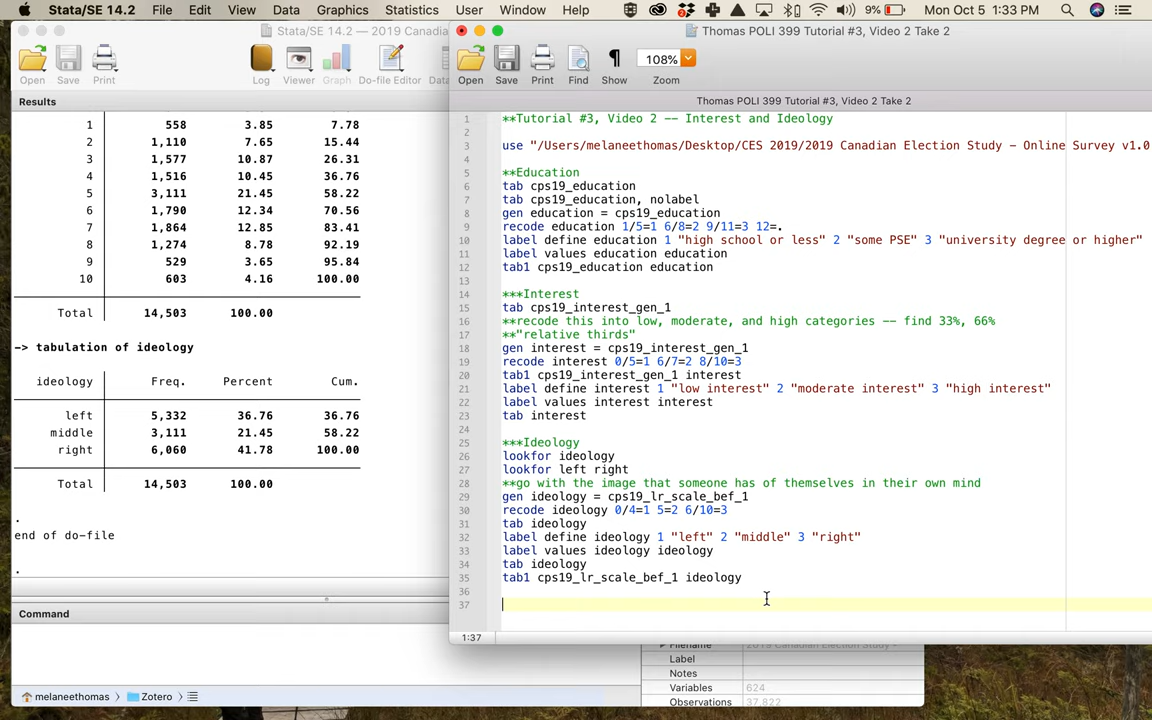 Stata/SE 14.2 File Edit View Data Graphics Statistics User Window Help 9% Mon Oct 5 1:33 PM
Stata/SE 14.2 — 2019 Canadia
Open Save Print Log Viewer Graph Do-file Editor Dat
Results
1 558 3.85 7.78
2 1,110 7.65 15.44
3 1,577 10.87 26.31
4 1,516 10.45 36.76
5 3,111 21.45 58.22
6 1,790 12.34 70.56
7 1,864 12.85 83.41
8 1,274 8.78 92.19
9 529 3.65 95.84
10 603 4.16 100.00
Total 14,503 100.00
-> tabulation of ideology
ideology Freq. Percent Cum.
left 5,332 36.76 36.76
middle 3,111 21.45 58.22
right 6,060 41.78 100.00
Total 14,503 100.00
.
end of do-file
.
Command
melaneethomas > Zotero >
Thomas POLI 399 Tutorial #3, Video 2 Take 2
108%
Open Save Print Find Show Zoom
Thomas POLI 399 Tutorial #3, Video 2 Take 2
1 **Tutorial #3, Video 2 -- Interest and Ideology
2
3 use "/Users/melaneethomas/Desktop/CES 2019/2019 Canadian Election Study - Online Survey v1.0
4
5 **Education
6 tab cps19_education
7 tab cps19_education, nolabel
8 gen education = cps19_education
9 recode education 1/5=1 6/8=2 9/11=3 12=.
10 label define education 1 "high school or less" 2 "some PSE" 3 "university degree or higher"
11 label values education education
12 tab1 cps19_education education
13
14 ***Interest
15 tab cps19_interest_gen_1
16 **recode this into low, moderate, and high categories -- find 33%, 66%
17 **"relative thirds"
18 gen interest = cps19_interest_gen_1
19 recode interest 0/5=1 6/7=2 8/10=3
20 tab1 cps19_interest_gen_1 interest
21 label define interest 1 "low interest" 2 "moderate interest" 3 "high interest"
22 label values interest interest
23 tab interest
24
25 ***Ideology
26 lookfor ideology
27 lookfor left right
28 **go with the image that someone has of themselves in their own mind
29 gen ideology = cps19_lr_scale_bef_1
30 recode ideology 0/4=1 5=2 6/10=3
31 tab ideology
32 label define ideology 1 "left" 2 "middle" 3 "right"
33 label values ideology ideology
34 tab ideology
35 tab1 cps19_lr_scale_bef_1 ideology
36
37
1:37
Filename 2019 Canadian Election Study -
Label
Notes
Variables 624
Observations 37,822